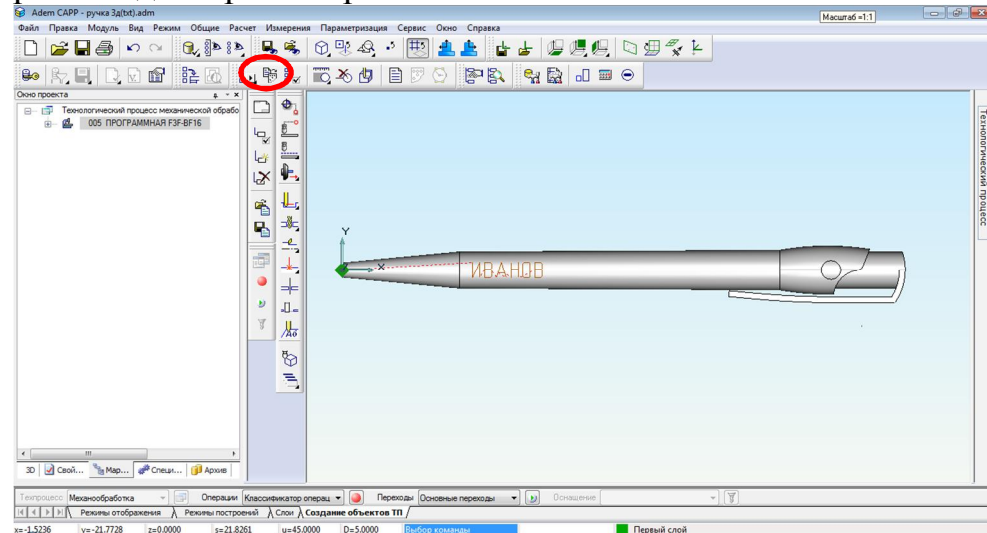 Adem CAPP - ручка 3д(txt).adm
Масштаб =1:1
Файл Правка Модуль Вид Режим Общие Расчет Измерения Параметризация Сервис Окно Справка
Окно проекта
Технологический процесс механической обрабо
005 ПРОГРАММНАЯ F3F-BF16
Технологический процесс
Y
X
ИВАНОВ
3D Свой... Мар... Специ... Архив
Техпроцесс Механообработка Операции Классификатор операц Переходы Основные переходы Оснащение
Режимы отображения Режимы построений Слои Создание объектов ТП
x=-1.5236 y=-21.7728 z=0.0000 s=21.8261 u=45.0000 D=5.0000 Выбор команды Первый слой